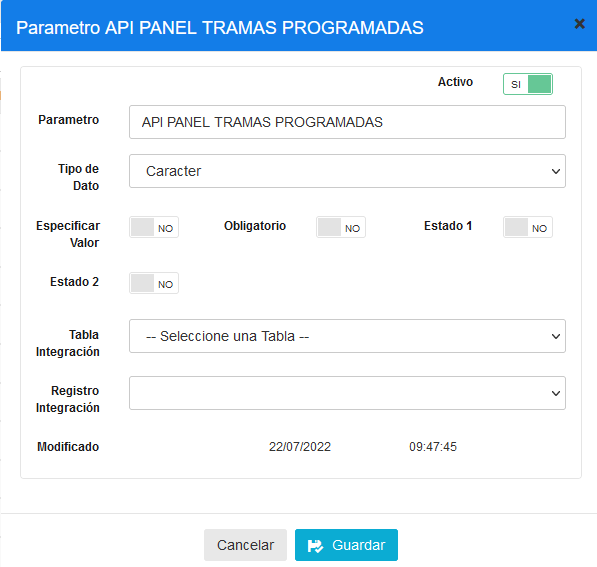 Parametro API PANEL TRAMAS PROGRAMADAS
Activo SI
Parametro API PANEL TRAMAS PROGRAMADAS
Tipo de
Dato
Caracter
Especificar
Valor
NO
Obligatorio NO
Estado 1 NO
Estado 2 NO
Tabla
Integración
-- Seleccione una Tabla --
Registro
Integración
Modificado 22/07/2022 09:47:45
Cancelar Guardar